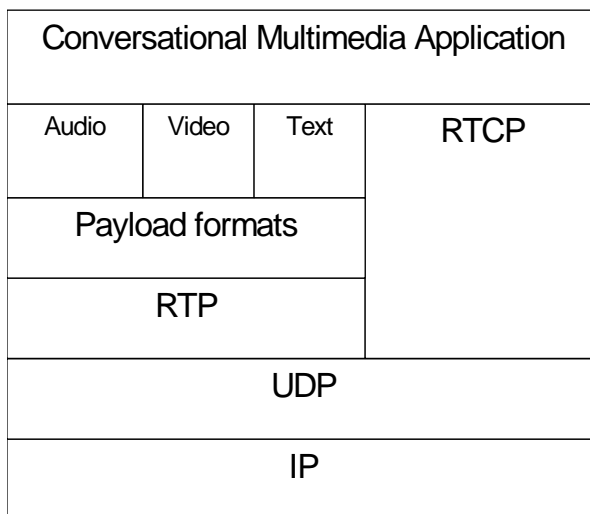 Conversational Multimedia Application
Audio
Video
Text
RTCP
Payload formats
RTP
UDP
IP